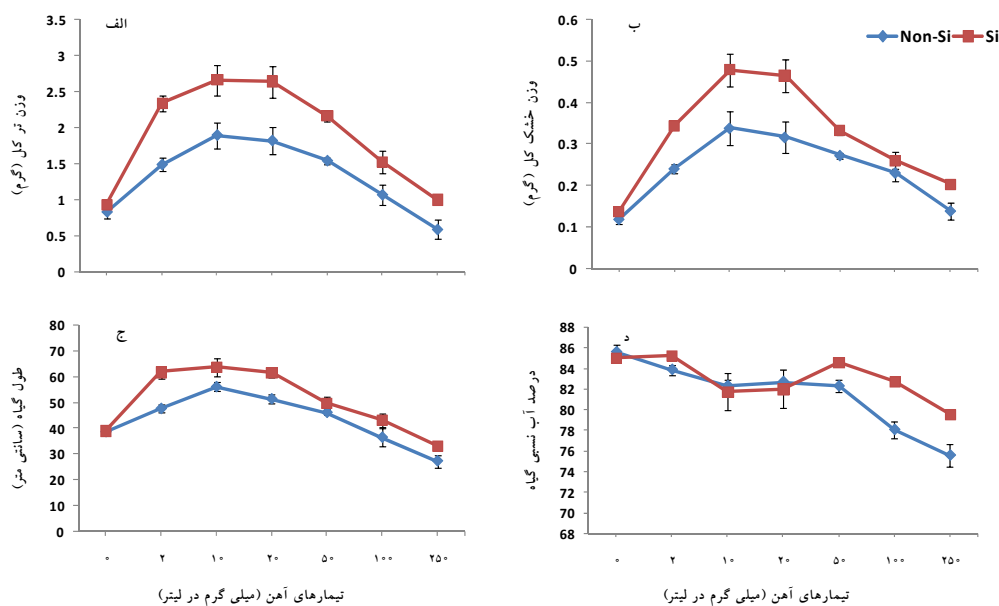 الف
وزن تر کل (گرم)
3.5
3
2.5
2
1.5
1
0.5
0
ب
Non-Si Si
وزن خشک کل (گرم)
0.6
0.5
0.4
0.3
0.2
0.1
0
ج
طول گیاه (سانتی متر)
80
70
60
50
40
30
20
10
0
۰ ۲ ۱۰ ۲۰ ۵۰ ۱۰۰ ۲۵۰
تیمارهای آهن (میلی گرم در لیتر)
د
درصد آب نسبی گیاه
88
86
84
82
80
78
76
74
72
70
68
۰ ۲ ۱۰ ۲۰ ۵۰ ۱۰۰ ۲۵۰
تیمارهای آهن (میلی گرم در لیتر)